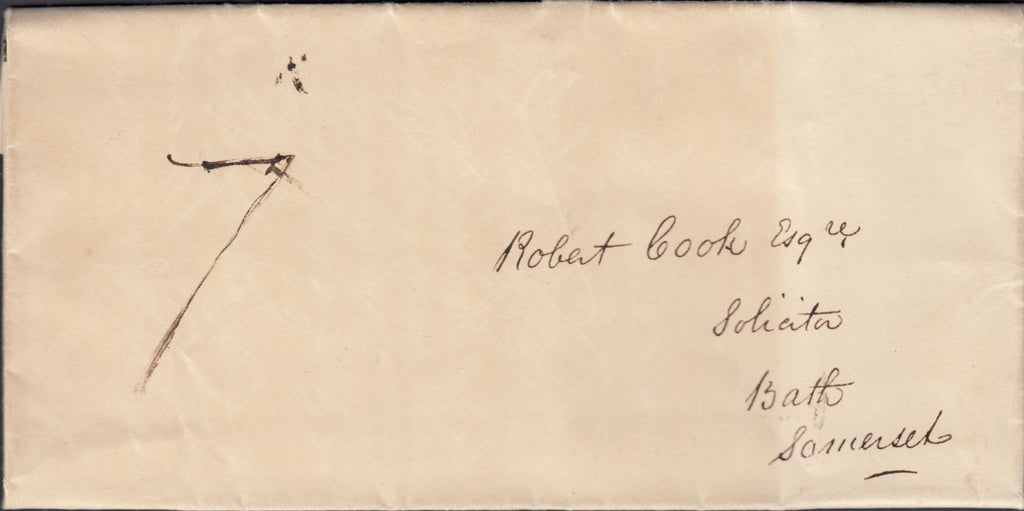 7
Robert Cook Esqre,
Solicitor
Bath
Somerset